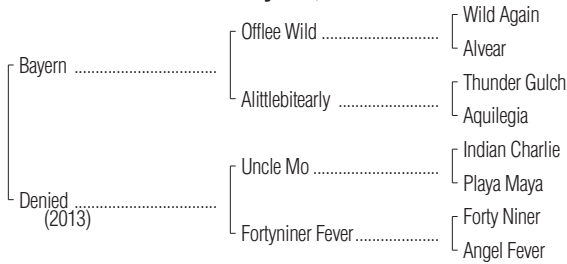 Wild Again
Offlee Wild ........................
Alvear
Bayern .............................
Thunder Gulch
Alittlebitearly ....................
Aquilegia
Indian Charlie
Uncle Mo .........................
Playa Maya
Denied .............................
(2013)
Forty Niner
Fortyniner Fever.................
Angel Fever